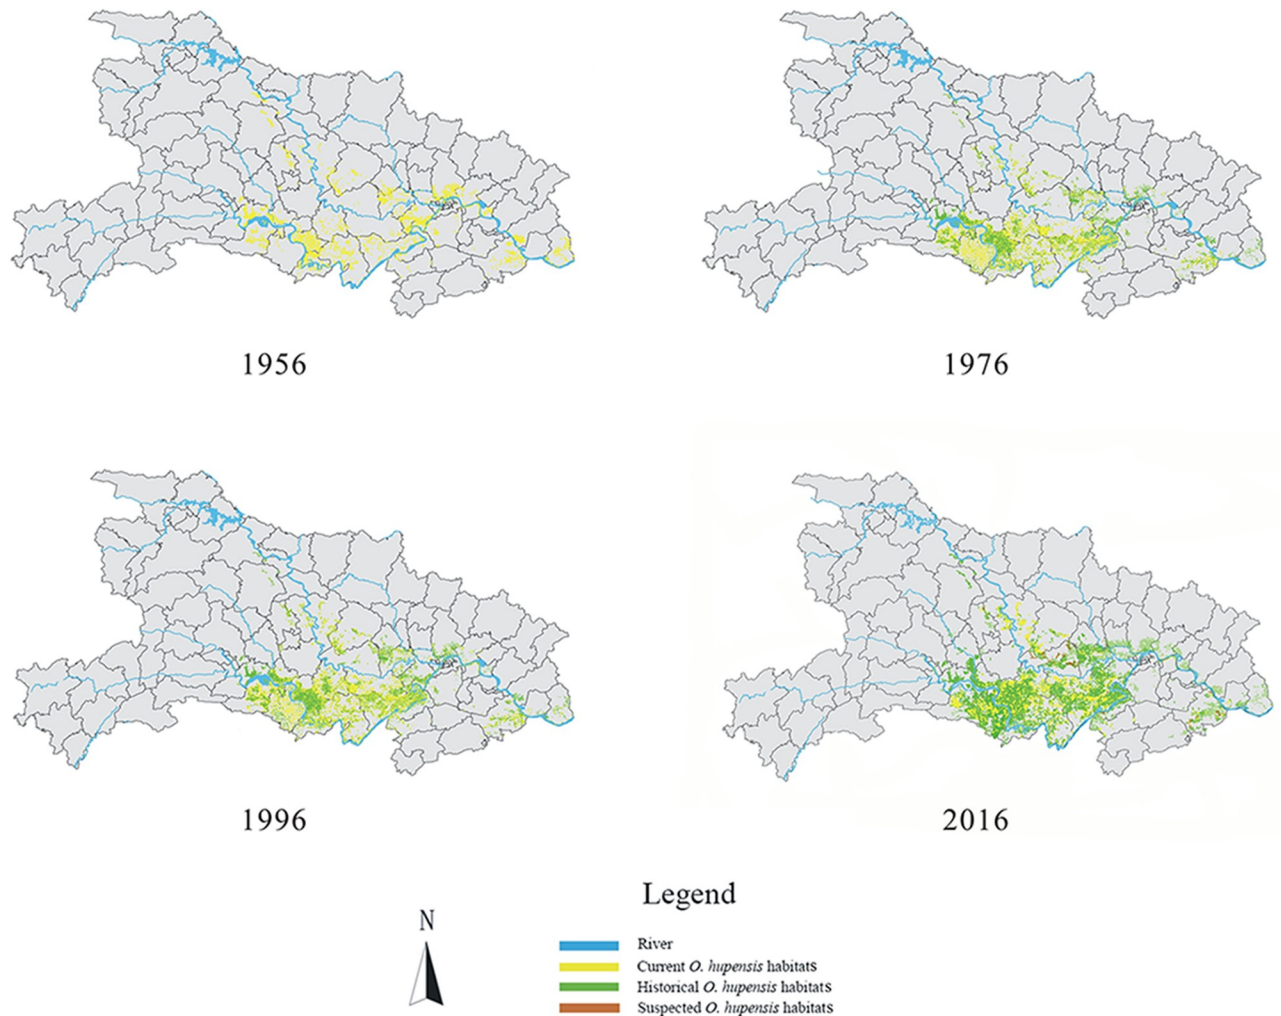 1956
1976
1996
2016
Legend
N
River
Current O. hupensis habitats
Historical O. hupensis habitats
Suspected O. hupensis habitats